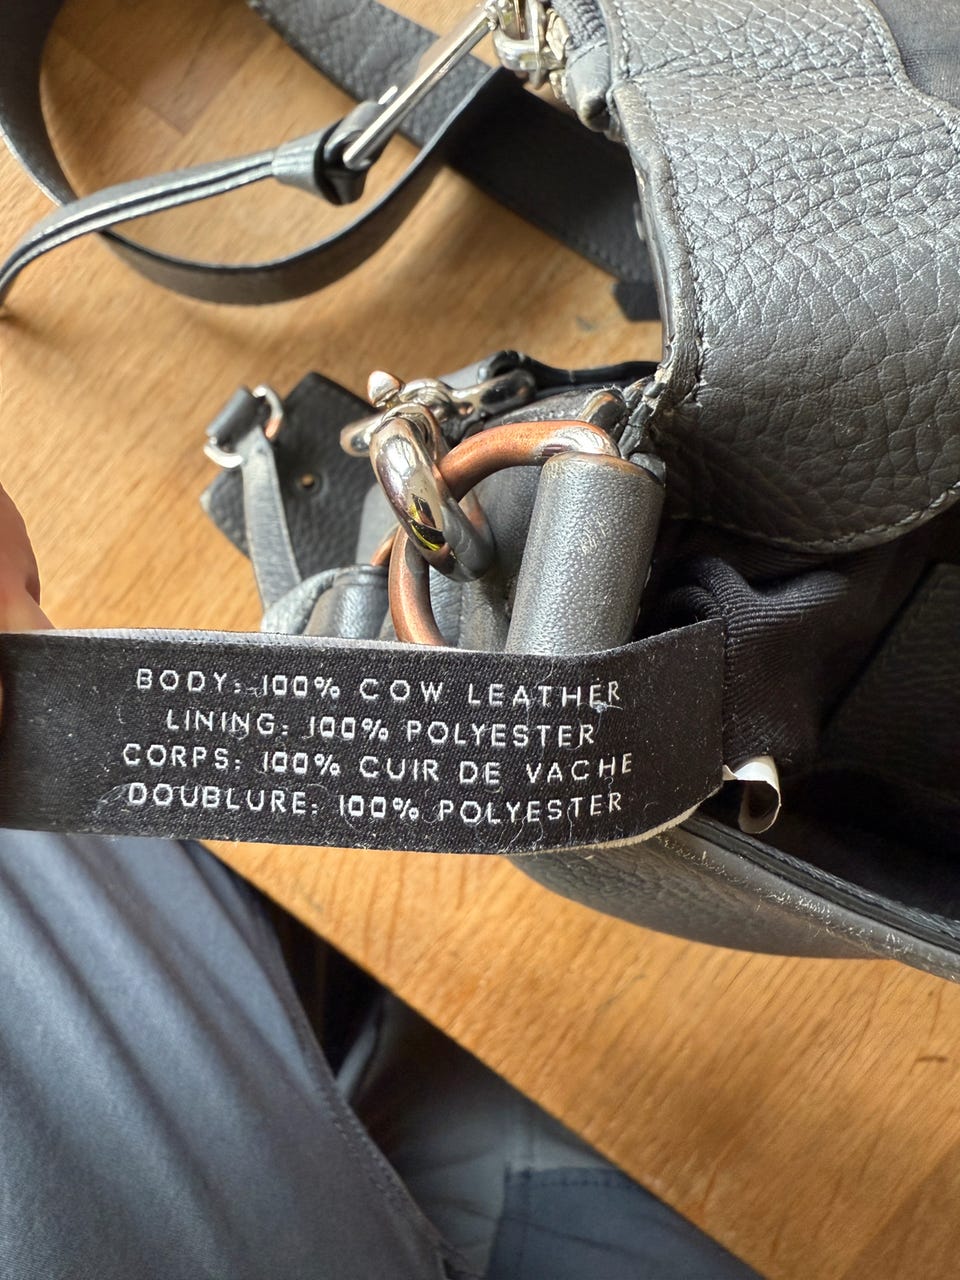 BODY: 100% COW LEATHER
LINING: 100% POLYESTER
CORPS: 100% CUIR DE VACHE
DOUBLURE: 100% POLYESTER